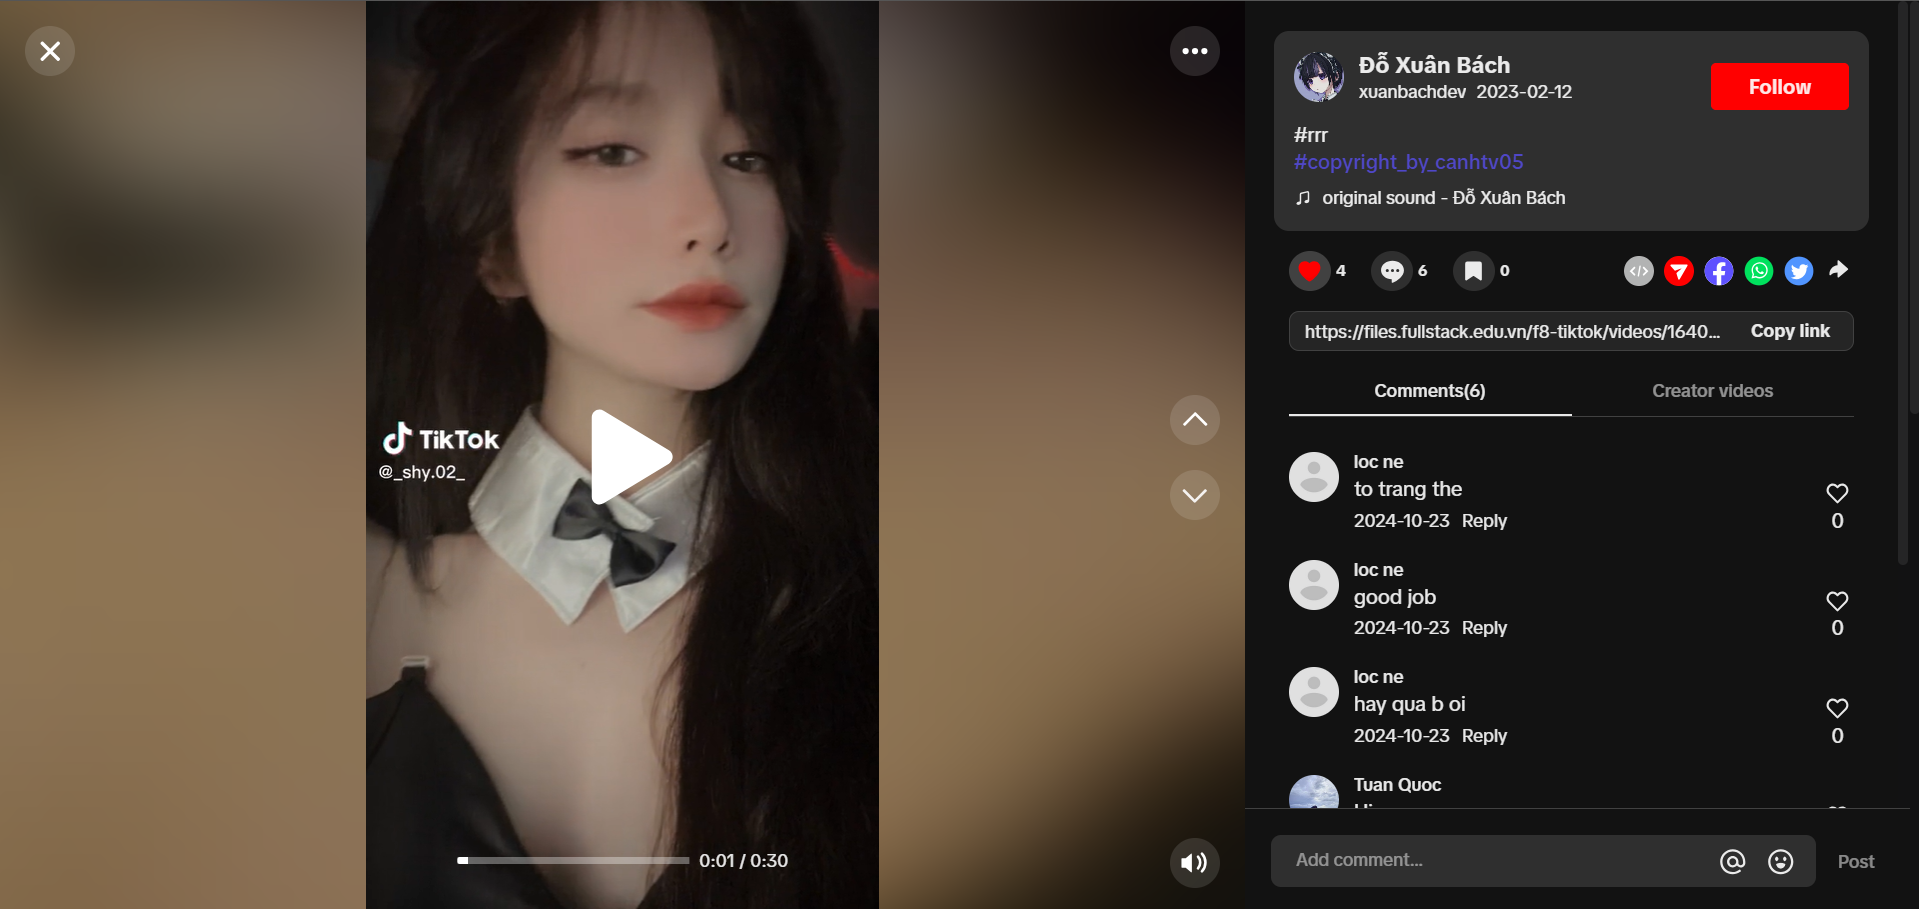 TikTok
@_shy.02_
0:01 / 0:30
Đỗ Xuân Bách
xuanbachdev 2023-02-12
Follow
#rrr
#copyright_by_canhtv05
original sound - Đỗ Xuân Bách
4
6
0
https://files.fullstack.edu.vn/f8-tiktok/videos/1640...
Copy link
Comments(6)
Creator videos
loc ne
to trang the
2024-10-23 Reply
0
loc ne
good job
2024-10-23 Reply
0
loc ne
hay qua b oi
2024-10-23 Reply
0
Tuan Quoc
Add comment...
Post